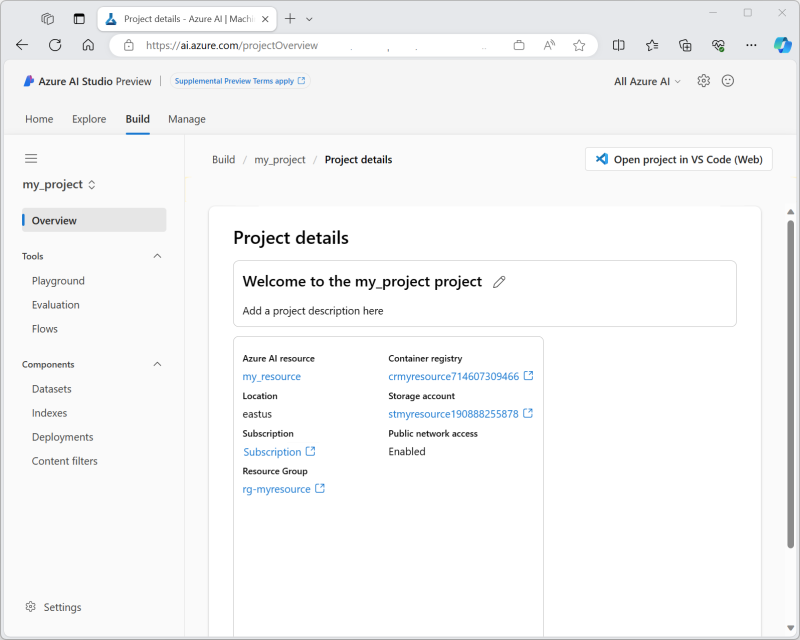 Project details - Azure AI | Machi
https://ai.azure.com/projectOverview
Azure AI Studio Preview | Supplemental Preview Terms apply
All Azure AI
Home Explore Build Manage
Build / my_project / Project details
Open project in VS Code (Web)
my_project
Overview
Tools
Playground
Evaluation
Flows
Components
Datasets
Indexes
Deployments
Content filters
Settings
Project details
Welcome to the my_project project
Add a project description here
Azure AI resource
my_resource
Location
eastus
Subscription
Subscription
Resource Group
rg-myresource
Container registry
crmyresource714607309466
Storage account
stmyresource190888255878
Public network access
Enabled